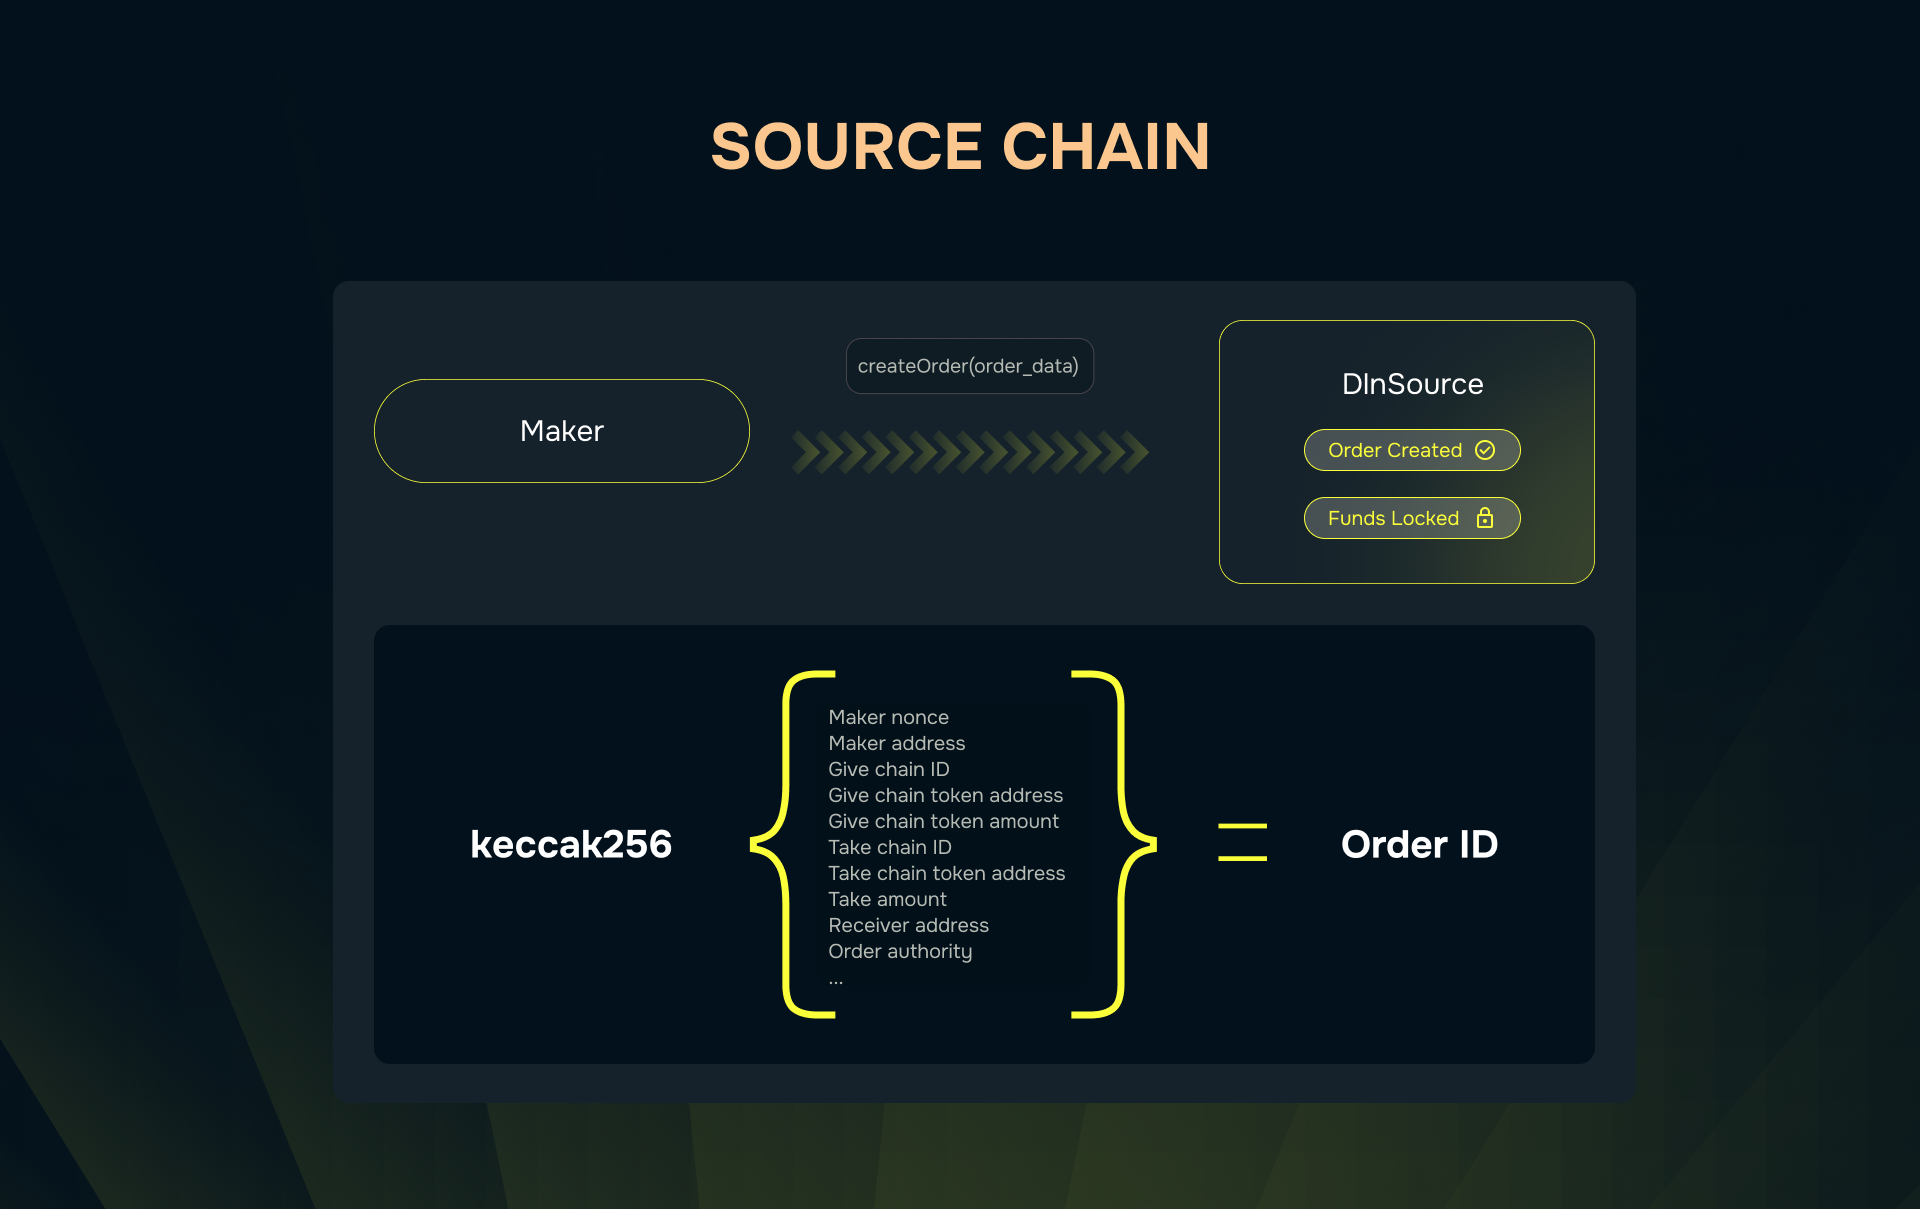 SOURCE CHAIN
Maker
createOrder(order_data)
DlnSource
Order Created
Funds Locked
keccak256
Maker nonce
Maker address
Give chain ID
Give chain token address
Give chain token amount
Take chain ID
Take chain token address
Take amount
Receiver address
Order authority
...
=
Order ID